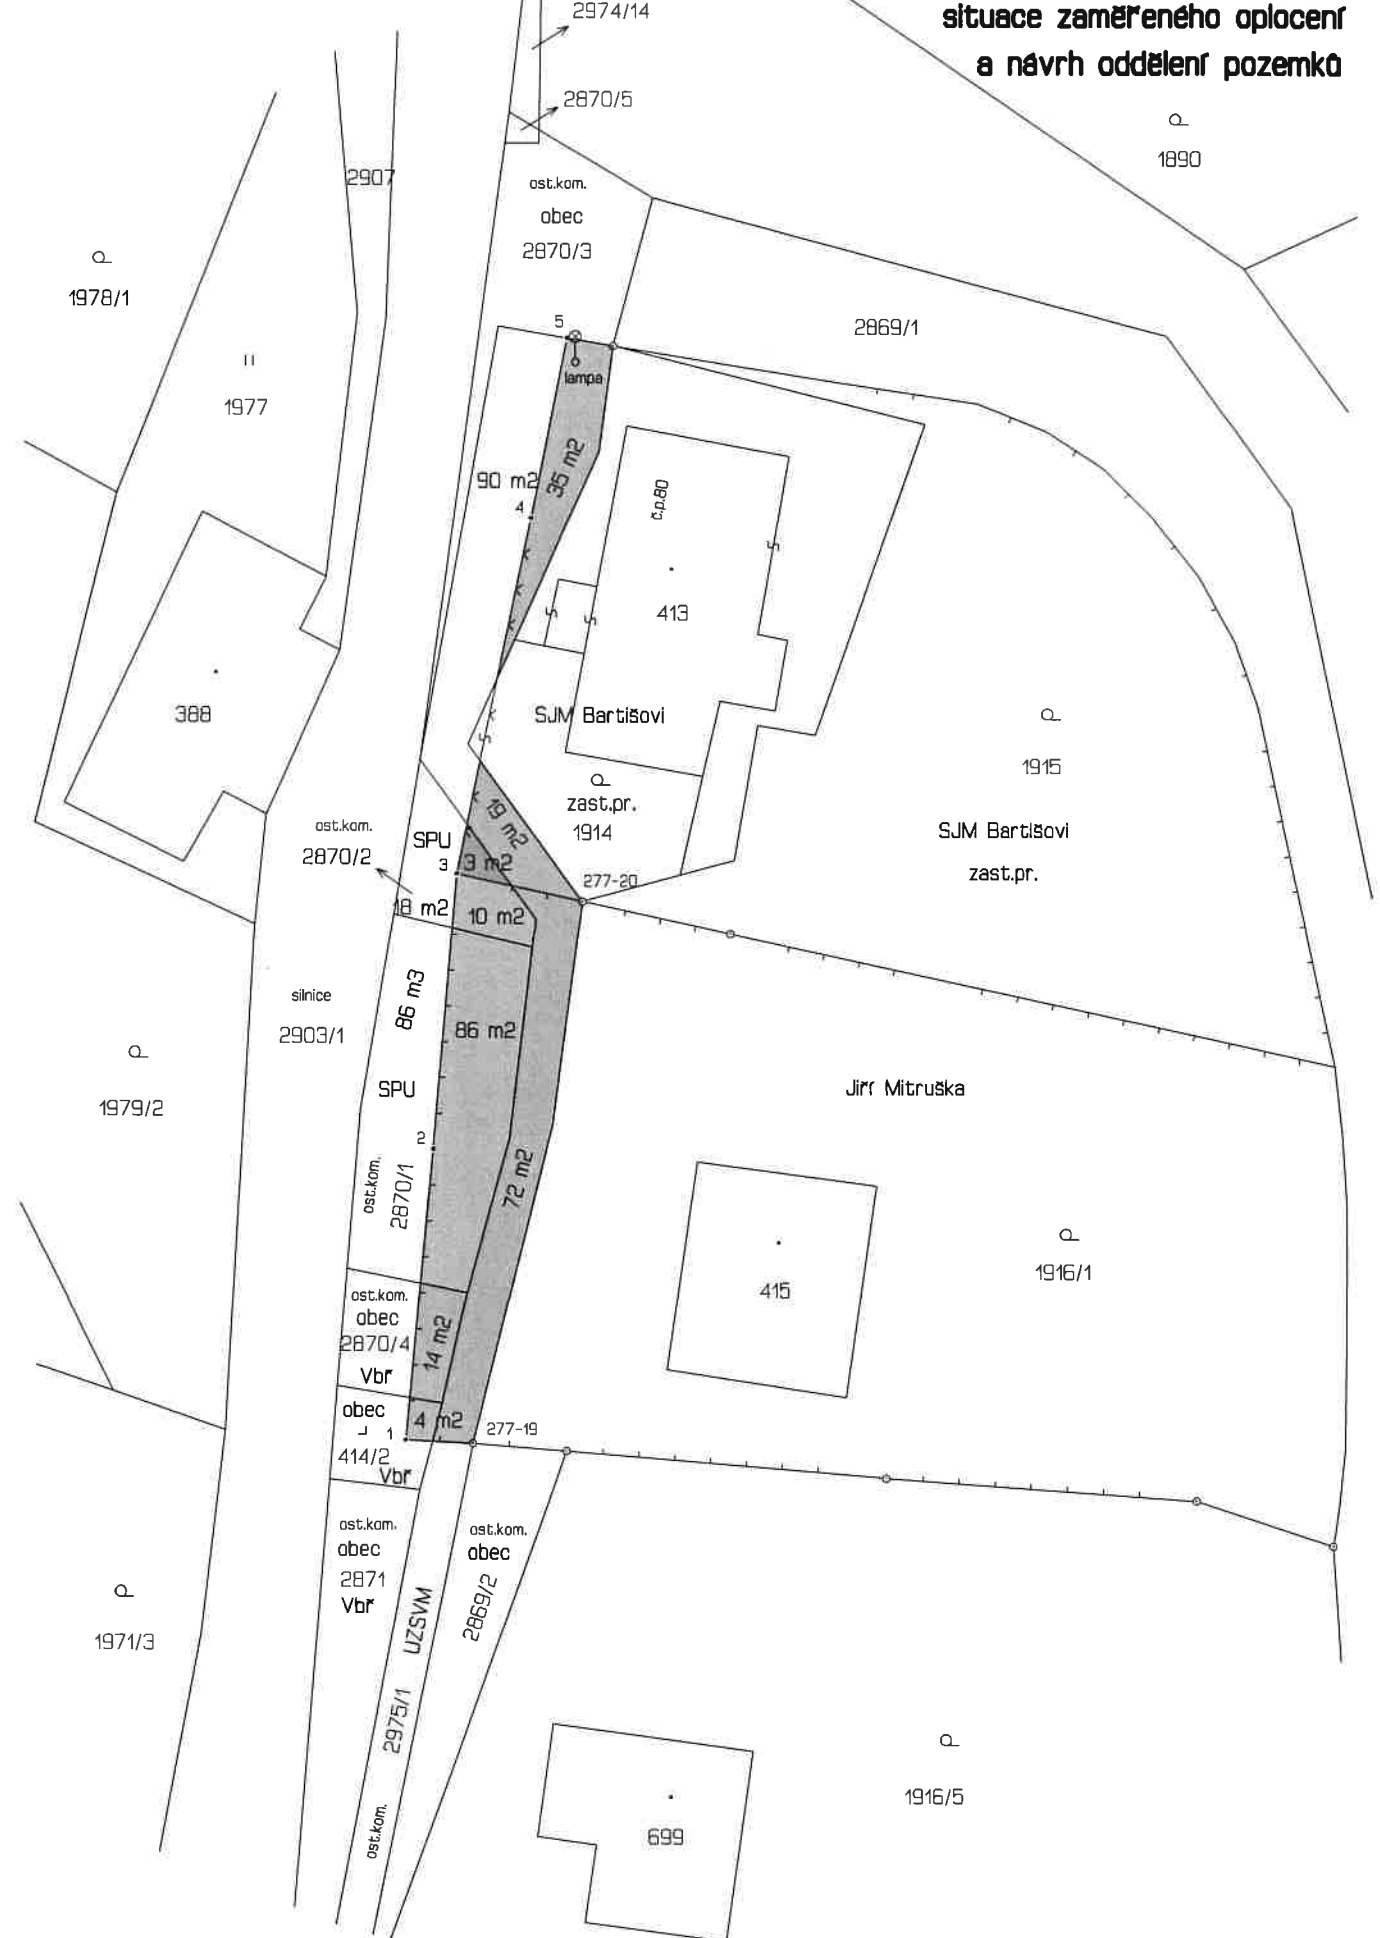 situace zaměřeného oplocení
a návrh oddělení pozemků
2974/14
2870/5
1890
2907
ost.kom.
obec
2870/3
1978/1
5
2869/1
lampa
1977
35 m2
90 m2
4
č.p.80
413
388
SJM Bartišovi
1915
zast.pr.
1914
19 m2
SJM Bartišovi
zast.pr.
ost.kom.
2870/2
SPU
3
3 m2
277-20
18 m2
10 m2
86 m3
silnice
2903/1
86 m2
1979/2
SPU
Jiří Mitruška
2
ost.kom.
2870/1
72 m2
1916/1
415
ost.kom.
obec
2870/4
Vbř
14 m2
obec
1
4 m2
277-19
414/2
Vbř
ost.kom.
obec
2871
Vbř
ost.kom.
obec
2869/2
UZSVM
1971/3
2975/1
ost.kom.
1916/5
699